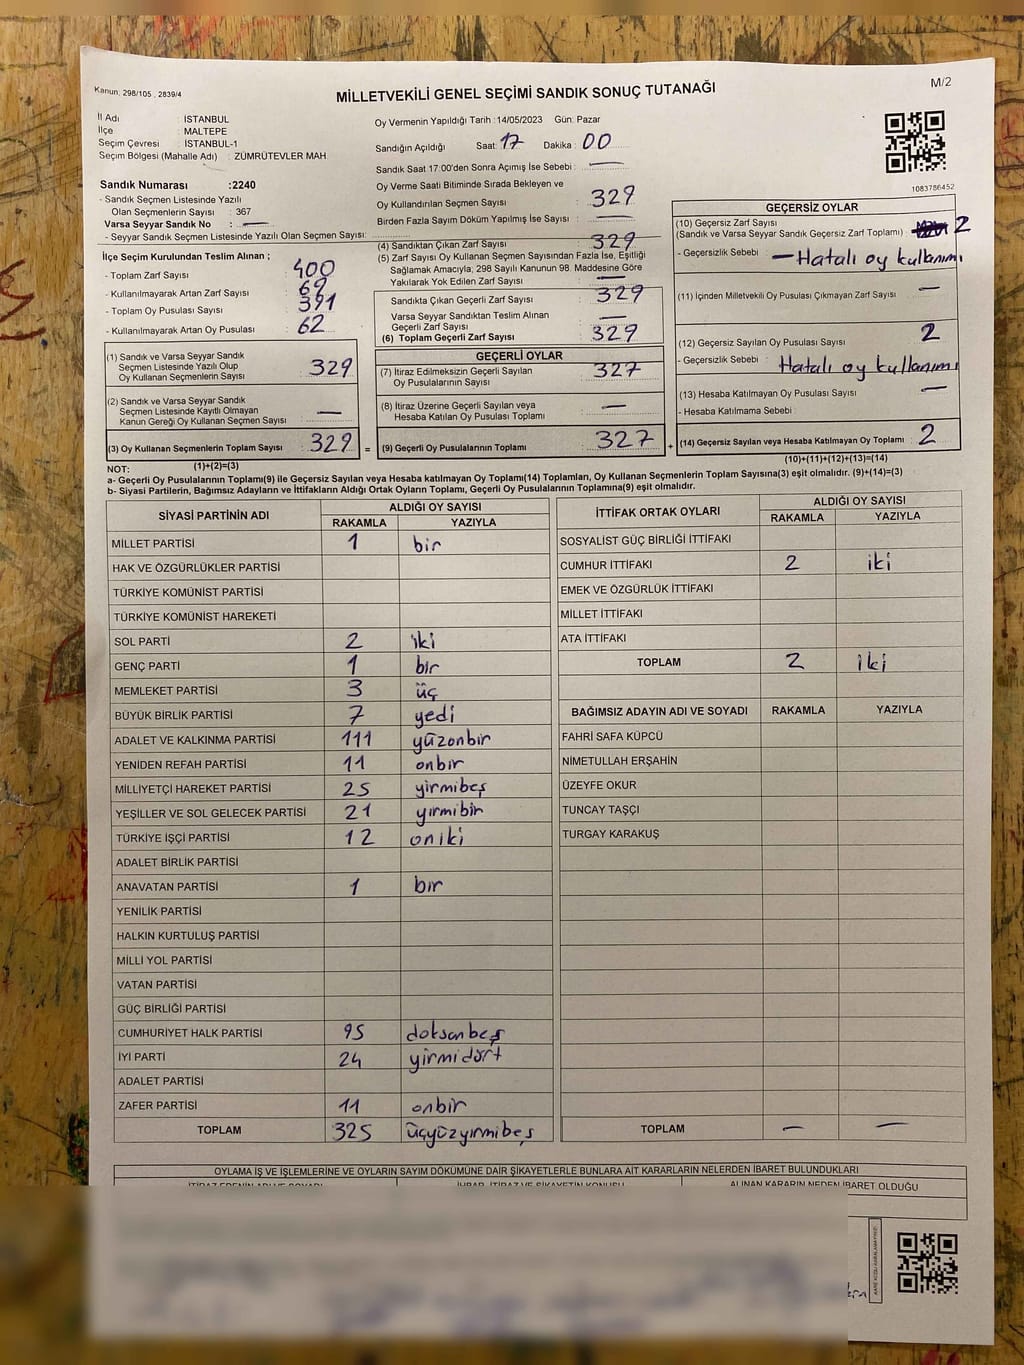 Kanun: 298/105 , 2839/4
MİLLETVEKİLİ GENEL SEÇİMİ SANDIK SONUÇ TUTANAĞI
M/2
İl Adı : İSTANBUL
İlçe : MALTEPE
Seçim Çevresi : İSTANBUL-1
Seçim Bölgesi (Mahalle Adı) : ZÜMRÜTEVLER MAH
Sandık Numarası :2240
- Sandık Seçmen Listesinde Yazılı
Olan Seçmenlerin Sayısı : 367
Varsa Seyyar Sandık No : —
- Seyyar Sandık Seçmen Listesinde Yazılı Olan Seçmen Sayısı:
İlçe Seçim Kurulundan Teslim Alınan ;
- Toplam Zarf Sayısı : 400
- Kullanılmayarak Artan Zarf Sayısı :
- Toplam Oy Pusulası Sayısı : 391
- Kullanılmayarak Artan Oy Pusulası : 62
Oy Vermenin Yapıldığı Tarih :14/05/2023 Gün: Pazar
Sandığın Açıldığı Saat: 17 Dakika : 00
Sandık Saat 17:00'den Sonra Açımış İse Sebebi : —
Oy Verme Saati Bitiminde Sırada Bekleyen ve
Oy Kullandırılan Seçmen Sayısı : 329
Birden Fazla Sayım Döküm Yapılmış İse Sayısı : —
(4) Sandıktan Çıkan Zarf Sayısı : 329
(5) Zarf Sayısı Oy Kullanan Seçmen Sayısından Fazla İse, Eşitliği
Sağlamak Amacıyla; 298 Sayılı Kanunun 98. Maddesine Göre
Yakılarak Yok Edilen Zarf Sayısı : —
Sandıkta Çıkan Geçerli Zarf Sayısı : 329
Varsa Seyyar Sandıktan Teslim Alınan
Geçerli Zarf Sayısı : —
(6) Toplam Geçerli Zarf Sayısı : 329
1083786452
GEÇERSİZ OYLAR
(10) Geçersiz Zarf Sayısı
(Sandık ve Varsa Seyyar Sandık Geçersiz Zarf Toplamı) : 2
- Geçersizlik Sebebi : — Hatalı oy kullanımı
(11) İçinden Milletvekili Oy Pusulası Çıkmayan Zarf Sayısı : —
(12) Geçersiz Sayılan Oy Pusulası Sayısı : 2
- Geçersizlik Sebebi : Hatalı oy kullanımı
(13) Hesaba Katılmayan Oy Pusulası Sayısı : —
- Hesaba Katılmama Sebebi :
(14) Geçersiz Sayılan veya Hesaba Katılmayan Oy Toplamı : 2
(10)+(11)+(12)+(13)=(14)
(1) Sandık ve Varsa Seyyar Sandık
Seçmen Listesinde Yazılı Olup
Oy Kullanan Seçmenlerin Sayısı : 329
(2) Sandık ve Varsa Seyyar Sandık
Seçmen Listesinde Kayıtlı Olmayan
Kanun Gereği Oy Kullanan Seçmen Sayısı : —
(3) Oy Kullanan Seçmenlerin Toplam Sayısı : 329 =
(1)+(2)=(3)
GEÇERLİ OYLAR
(7) İtiraz Edilmeksizin Geçerli Sayılan
Oy Pusulalarının Sayısı : 327
(8) İtiraz Üzerine Geçerli Sayılan veya
Hesaba Katılan Oy Pusulası Toplamı : —
(9) Geçerli Oy Pusulalarının Toplamı : 327 +
NOT:
a- Geçerli Oy Pusulalarının Toplamı(9) ile Geçersiz Sayılan veya Hesaba katılmayan Oy Toplamı(14) Toplamları, Oy Kullanan Seçmenlerin Toplam Sayısına(3) eşit olmalıdır. (9)+(14)=(3)
b- Siyasi Partilerin, Bağımsız Adayların ve İttifakların Aldığı Ortak Oyların Toplamı, Geçerli Oy Pusulalarının Toplamına(9) eşit olmalıdır.
SİYASİ PARTİNİN ADI ALDIĞI OY SAYISI
RAKAMLA YAZIYLA
MİLLET PARTİSİ 1 bir
HAK VE ÖZGÜRLÜKLER PARTİSİ
TÜRKİYE KOMÜNİST PARTİSİ
TÜRKİYE KOMÜNİST HAREKETİ
SOL PARTİ 2 iki
GENÇ PARTİ 1 bir
MEMLEKET PARTİSİ 3 üç
BÜYÜK BİRLİK PARTİSİ 7 yedi
ADALET VE KALKINMA PARTİSİ 111 yüzonbir
YENİDEN REFAH PARTİSİ 11 onbir
MİLLİYETÇİ HAREKET PARTİSİ 25 yirmibeş
YEŞİLLER VE SOL GELECEK PARTİSİ 21 yirmibir
TÜRKİYE İŞÇİ PARTİSİ 12 oniki
ADALET BİRLİK PARTİSİ
ANAVATAN PARTİSİ 1 bir
YENİLİK PARTİSİ
HALKIN KURTULUŞ PARTİSİ
MİLLİ YOL PARTİSİ
VATAN PARTİSİ
GÜÇ BİRLİĞİ PARTİSİ
CUMHURİYET HALK PARTİSİ 95 doksanbeş
İYİ PARTİ 24 yirmidört
ADALET PARTİSİ
ZAFER PARTİSİ 11 onbir
TOPLAM 325 üçyüzyirmibeş
İTTİFAK ORTAK OYLARI ALDIĞI OY SAYISI
RAKAMLA YAZIYLA
SOSYALİST GÜÇ BİRLİĞİ İTTİFAKI
CUMHUR İTTİFAKI 2 iki
EMEK VE ÖZGÜRLÜK İTTİFAKI
MİLLET İTTİFAKI
ATA İTTİFAKI
TOPLAM 2 iki
BAĞIMSIZ ADAYIN ADI VE SOYADI RAKAMLA YAZIYLA
FAHRİ SAFA KÜPCÜ
NİMETULLAH ERŞAHİN
ÜZEYFE OKUR
TUNCAY TAŞÇI
TURGAY KARAKUŞ
TOPLAM — —
OYLAMA İŞ VE İŞLEMLERİNE VE OYLARIN SAYIM DÖKÜMÜNE DAİR ŞİKAYETLERLE BUNLARA AİT KARARLARIN NELERDEN İBARET BULUNDUKLARI
İTİRAZ EDENİN ADI VE SOYADI İHBAR, İTİRAZ VE ŞİKAYETİN KONUSU ALINAN KARARIN NEDEN İBARET OLDUĞU